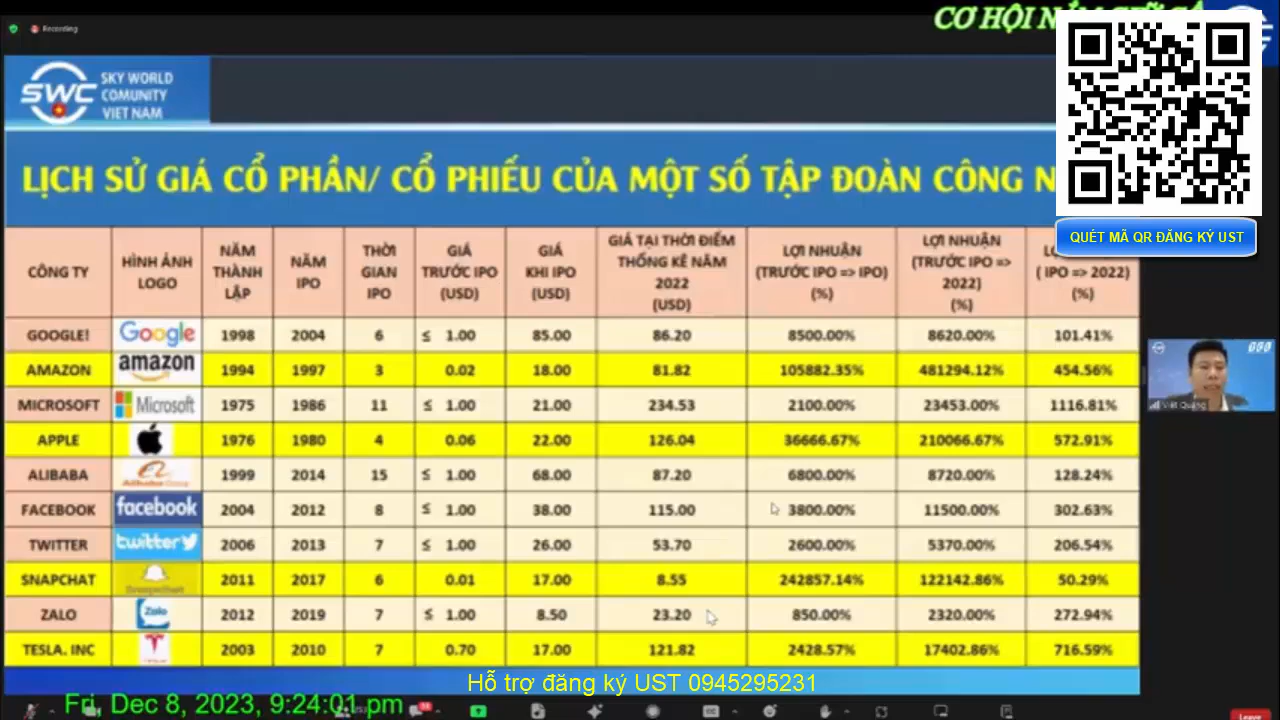 CƠ HỘI
Recording
SWC SKY WORLD COMUNITY VIET NAM
LỊCH SỬ GIÁ CỔ PHẦN/ CỔ PHIẾU CỦA MỘT SỐ TẬP ĐOÀN CÔNG N
QUÉT MÃ QR ĐĂNG KÝ UST
CÔNG TY HÌNH ẢNH LOGO NĂM THÀNH LẬP NĂM IPO THỜI GIAN IPO GIÁ TRƯỚC IPO (USD) GIÁ KHI IPO (USD) GIÁ TẠI THỜI ĐIỂM THỐNG KÊ NĂM 2022 (USD) LỢI NHUẬN (TRƯỚC IPO => IPO) (%) LỢI NHUẬN (TRƯỚC IPO => 2022) (%) ( IPO => 2022) (%)
GOOGLE! Google 1998 2004 6 ≤ 1.00 85.00 86.20 8500.00% 8620.00% 101.41%
AMAZON amazon 1994 1997 3 0.02 18.00 81.82 105882.35% 481294.12% 454.56%
MICROSOFT Microsoft 1975 1986 11 ≤ 1.00 21.00 234.53 2100.00% 23453.00% 1116.81%
APPLE 1976 1980 4 0.06 22.00 126.04 36666.67% 210066.67% 572.91%
ALIBABA Alibaba Group 1999 2014 15 ≤ 1.00 68.00 87.20 6800.00% 8720.00% 128.24%
FACEBOOK facebook 2004 2012 8 ≤ 1.00 38.00 115.00 3800.00% 11500.00% 302.63%
TWITTER twitter 2006 2013 7 ≤ 1.00 26.00 53.70 2600.00% 5370.00% 206.54%
SNAPCHAT Snapchat 2011 2017 6 0.01 17.00 8.55 242857.14% 122142.86% 50.29%
ZALO Zalo 2012 2019 7 ≤ 1.00 8.50 23.20 850.00% 2320.00% 272.94%
TESLA. INC 2003 2010 7 0.70 17.00 121.82 2428.57% 17402.86% 716.59%
Việt Quảng
Hỗ trợ đăng ký UST 0945295231
Fri, Dec 8, 2023, 9:24:01 pm
Leave